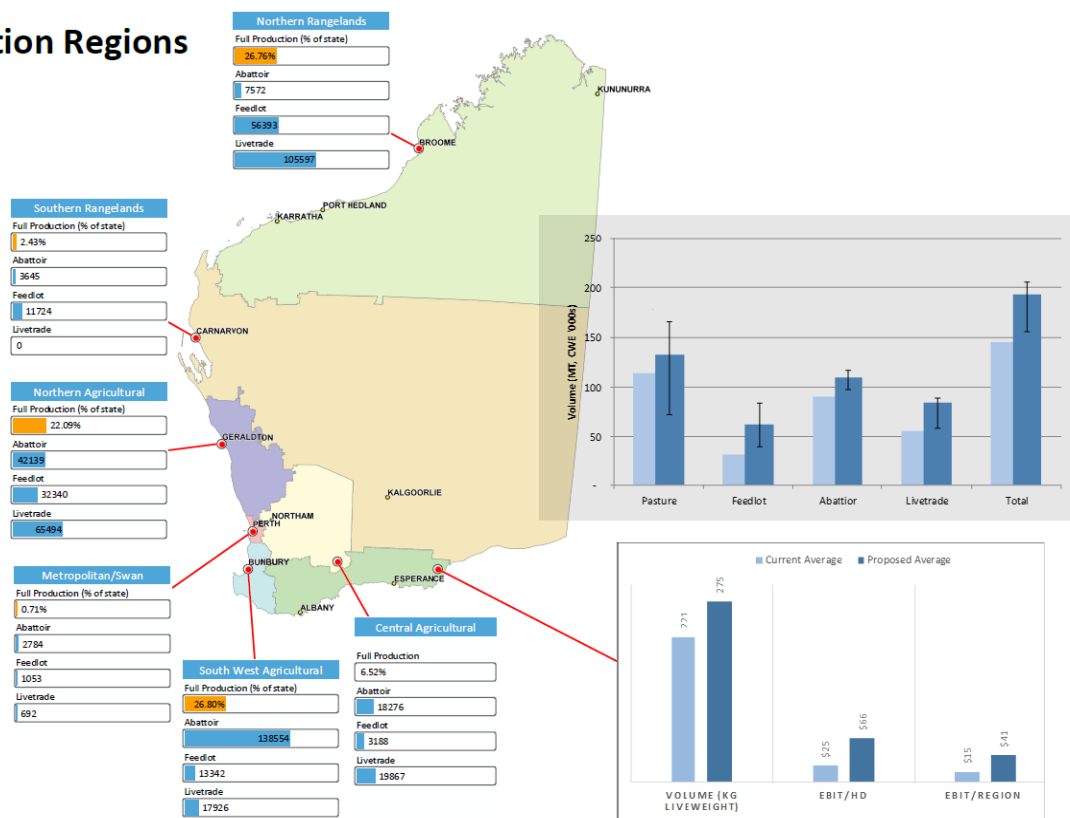 tion Regions
Northern Rangelands
Full Production (% of state)
26.76%
Abattoir
7572
Feedlot
56393
Livetrade
105597
KUNUNURRA
BROOME
PORT HEDLAND
KARRATHA
Southern Rangelands
Full Production (% of state)
2.43%
Abattoir
3645
Feedlot
11724
Livetrade
0
CARNARYON
Northern Agricultural
Full Production (% of state)
22.09%
Abattoir
42139
Feedlot
32340
Livetrade
65494
GERALDTON
KALGOORLIE
NORTHAM
PERTH
BUNBURY
ESPERANCE
ALBANY
Volume (MT, CWE '000s)
250
200
150
100
50
-
Pasture
Feedlot
Abattior
Livetrade
Total
Metropolitan/Swan
Full Production (% of state)
0.71%
Abattoir
2784
Feedlot
1053
Livetrade
692
South West Agricultural
Full Production (% of state)
26.80%
Abattoir
138554
Feedlot
13342
Livetrade
17926
Central Agricultural
Full Production
6.52%
Abattoir
18276
Feedlot
3188
Livetrade
19867
Current Average
Proposed Average
221
275
$25
$66
$15
$41
VOLUME (KG
LIVEWEIGHT)
EBIT/HD
EBIT/REGION